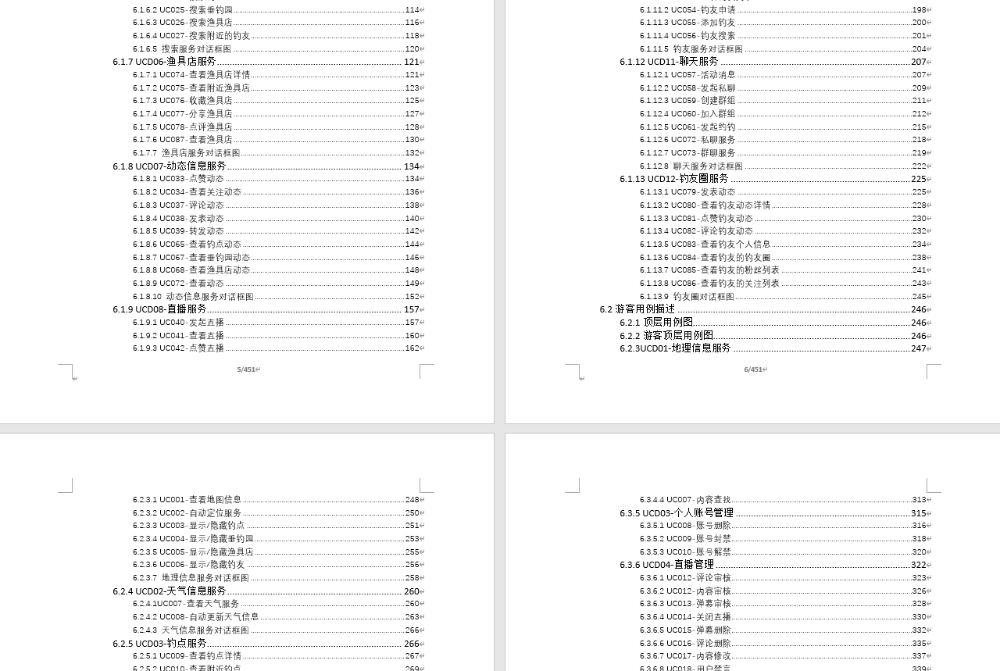 6.1.6.2 UC025-搜索垂钓园 114
6.1.6.3 UC026-搜索渔具店 116
6.1.6.4 UC027-搜索附近的钓友 118
6.1.6.5 搜索服务对话框图 120
6.1.7 UCD06-渔具店服务 121
6.1.7.1 UC074-查看渔具店详情 121
6.1.7.2 UC075-查看附近渔具店 123
6.1.7.3 UC076-收藏渔具店 125
6.1.7.4 UC077-分享渔具店 127
6.1.7.5 UC078-点评渔具店 128
6.1.7.6 UC087-查看渔具店 130
6.1.7.7 渔具店服务对话框图 132
6.1.8 UCD07-动态信息服务 134
6.1.8.1 UC033-点赞动态 134
6.1.8.2 UC034-查看关注动态 136
6.1.8.3 UC037-评论动态 138
6.1.8.4 UC038-发表动态 140
6.1.8.5 UC039-转发动态 142
6.1.8.6 UC065-查看钓点动态 144
6.1.8.7 UC067-查看垂钓园动态 146
6.1.8.8 UC068-查看渔具店动态 148
6.1.8.9 UC072-查看动态 149
6.1.8.10 动态信息服务对话框图 152
6.1.9 UCD08-直播服务 157
6.1.9.1 UC040-发起直播 157
6.1.9.2 UC041-查看直播 160
6.1.9.3 UC042-点赞直播 162
5/451
6.1.11.2 UC054-钓友申请 198
6.1.11.3 UC055-添加钓友 200
6.1.11.4 UC056-钓友搜索 201
6.1.11.5 钓友服务对话框图 204
6.1.12 UCD11-聊天服务 207
6.1.12.1 UC057-活动消息 207
6.1.12.2 UC058-发起私聊 209
6.1.12.3 UC059-创建群组 211
6.1.12.4 UC060-加入群组 212
6.1.12.5 UC061-发起约钓 215
6.1.12.6 UC072-私聊服务 218
6.1.12.7 UC073-群聊服务 219
6.1.12.8 聊天服务对话框图 222
6.1.13 UCD12-钓友圈服务 225
6.1.13.1 UC079-发表动态 225
6.1.13.2 UC080-查看钓友动态详情 228
6.1.13.3 UC081-点赞钓友动态 230
6.1.13.4 UC082-评论钓友动态 232
6.1.13.5 UC083-查看钓友个人信息 234
6.1.13.6 UC084-查看钓友的钓友圈 238
6.1.13.7 UC085-查看钓友的粉丝列表 241
6.1.13.8 UC086-查看钓友的关注列表 243
6.1.13.9 钓友圈对话框图 245
6.2 游客用例描述 246
6.2.1 顶层用例图 246
6.2.2 游客顶层用例图 246
6.2.3UCD01-地理信息服务 247
6/451
6.2.3.1 UC001-查看地图信息 248
6.2.3.2 UC002-自动定位服务 250
6.2.3.3 UC003-显示/隐藏钓点 251
6.2.3.4 UC004-显示/隐藏垂钓园 253
6.2.3.5 UC005-显示/隐藏渔具店 255
6.2.3.6 UC006-显示/隐藏钓友 256
6.2.3.7 地理信息服务对话框图 258
6.2.4 UCD02-天气信息服务 260
6.2.4.1UC007-查看天气服务 260
6.2.4.2 UC008-自动更新天气信息 263
6.2.4.3 天气信息服务对话框图 266
6.2.5 UCD03-钓点服务 266
6.2.5.1 UC009-查看钓点详情 267
6.2.5.2 UC010-查看附近钓点 269
6.3.4.4 UC007-内容查找 313
6.3.5 UCD03-个人账号管理 315
6.3.5.1 UC008-账号删除 316
6.3.5.2 UC009-账号封禁 318
6.3.5.3 UC010-账号解禁 320
6.3.6 UCD04-直播管理 322
6.3.6.1 UC012-评论审核 323
6.3.6.2 UC012-内容审核 326
6.3.6.3 UC013-弹幕审核 328
6.3.6.4 UC014-关闭直播 330
6.3.6.5 UC015-弹幕删除 332
6.3.6.6 UC016-评论删除 335
6.3.6.7 UC017-内容修改 337
6.3.6.8 UC018-用户禁言 339